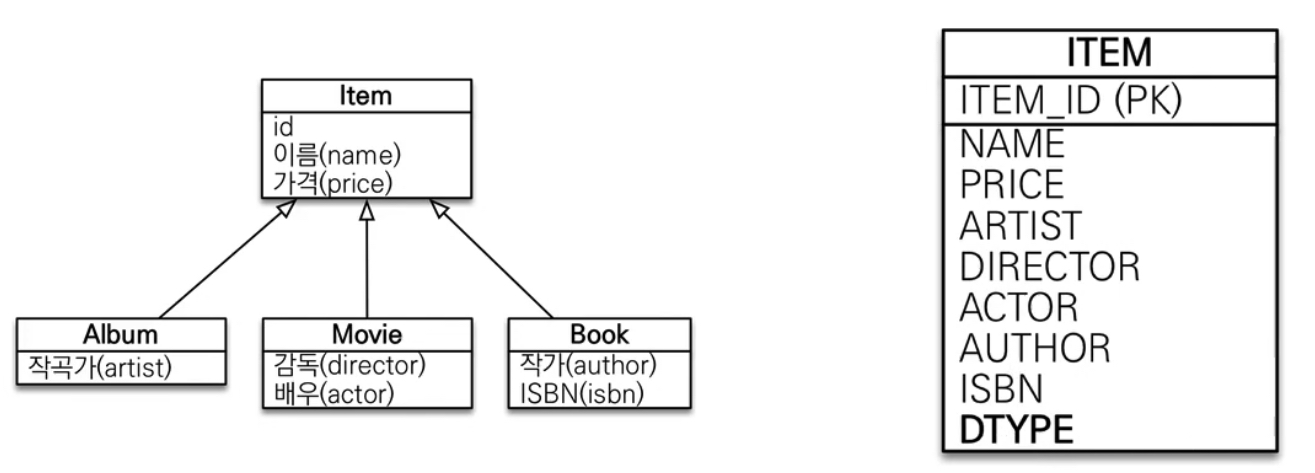 Item
id
이름(name)
가격(price)
Album
작곡가(artist)
Movie
감독(director)
배우(actor)
Book
작가(author)
ISBN(isbn)
ITEM
ITEM_ID (PK)
NAME
PRICE
ARTIST
DIRECTOR
ACTOR
AUTHOR
ISBN
DTYPE